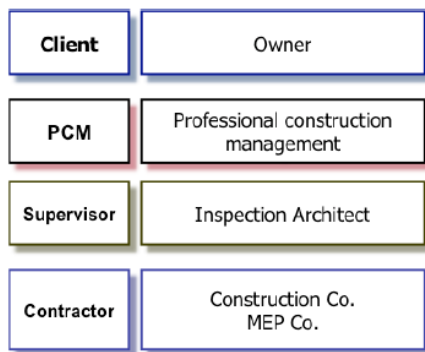 Client
Owner
PCM
Professional construction
management
Supervisor
Inspection Architect
Contractor
Construction Co.
MEP Co.